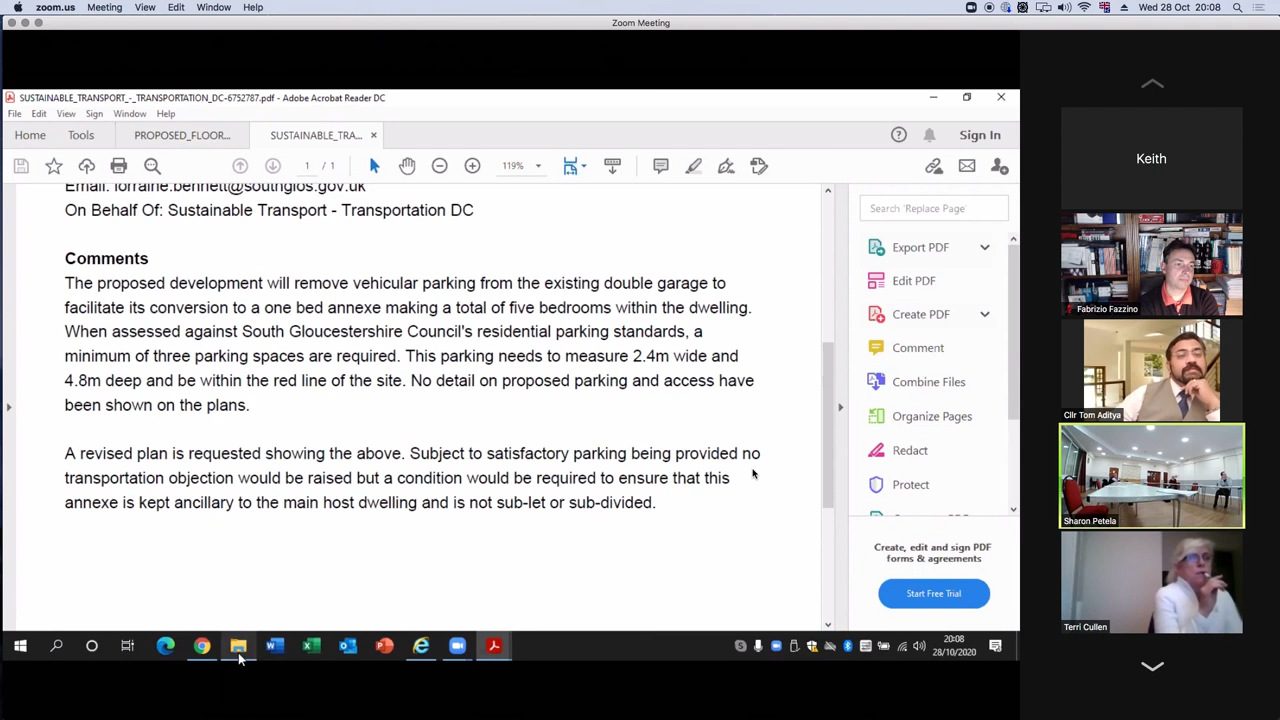 zoom.us Meeting View Edit Window Help Wed 28 Oct 20:08
Zoom Meeting
SUSTAINABLE_TRANSPORT_-_TRANSPORTATION_DC-6752787.pdf - Adobe Acrobat Reader DC
File Edit View Sign Window Help
Home Tools PROPOSED_FLOOR... SUSTAINABLE_TRA... × Sign In
1 / 1 119%
Email: lorraine.bennett@southglos.gov.uk
On Behalf Of: Sustainable Transport - Transportation DC
Comments
The proposed development will remove vehicular parking from the existing double garage to
facilitate its conversion to a one bed annexe making a total of five bedrooms within the dwelling.
When assessed against South Gloucestershire Council's residential parking standards, a
minimum of three parking spaces are required. This parking needs to measure 2.4m wide and
4.8m deep and be within the red line of the site. No detail on proposed parking and access have
been shown on the plans.
A revised plan is requested showing the above. Subject to satisfactory parking being provided no
transportation objection would be raised but a condition would be required to ensure that this
annexe is kept ancillary to the main host dwelling and is not sub-let or sub-divided.
Search 'Replace Page'
Export PDF
Edit PDF
Create PDF
Comment
Combine Files
Organize Pages
Redact
Protect
Create, edit and sign PDF
forms & agreements
Start Free Trial
20:08
28/10/2020
Keith
Fabrizio Fazzino
Cllr Tom Aditya
Sharon Petela
Terri Cullen